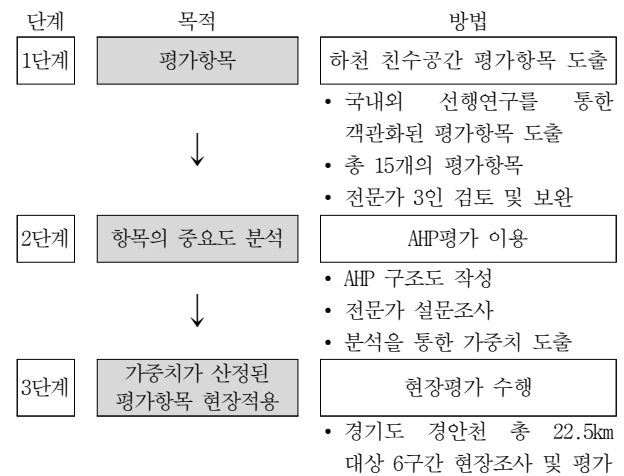 단계 목적 방법
1단계 평가항목 하천 친수공간 평가항목 도출
• 국내외 선행연구를 통한
객관화된 평가항목 도출
• 총 15개의 평가항목
• 전문가 3인 검토 및 보완
2단계 항목의 중요도 분석 AHP평가 이용
• AHP 구조도 작성
• 전문가 설문조사
• 분석을 통한 가중치 도출
3단계 가중치가 산정된
평가항목 현장적용 현장평가 수행
• 경기도 경안천 총 22.5km
대상 6구간 현장조사 및 평가